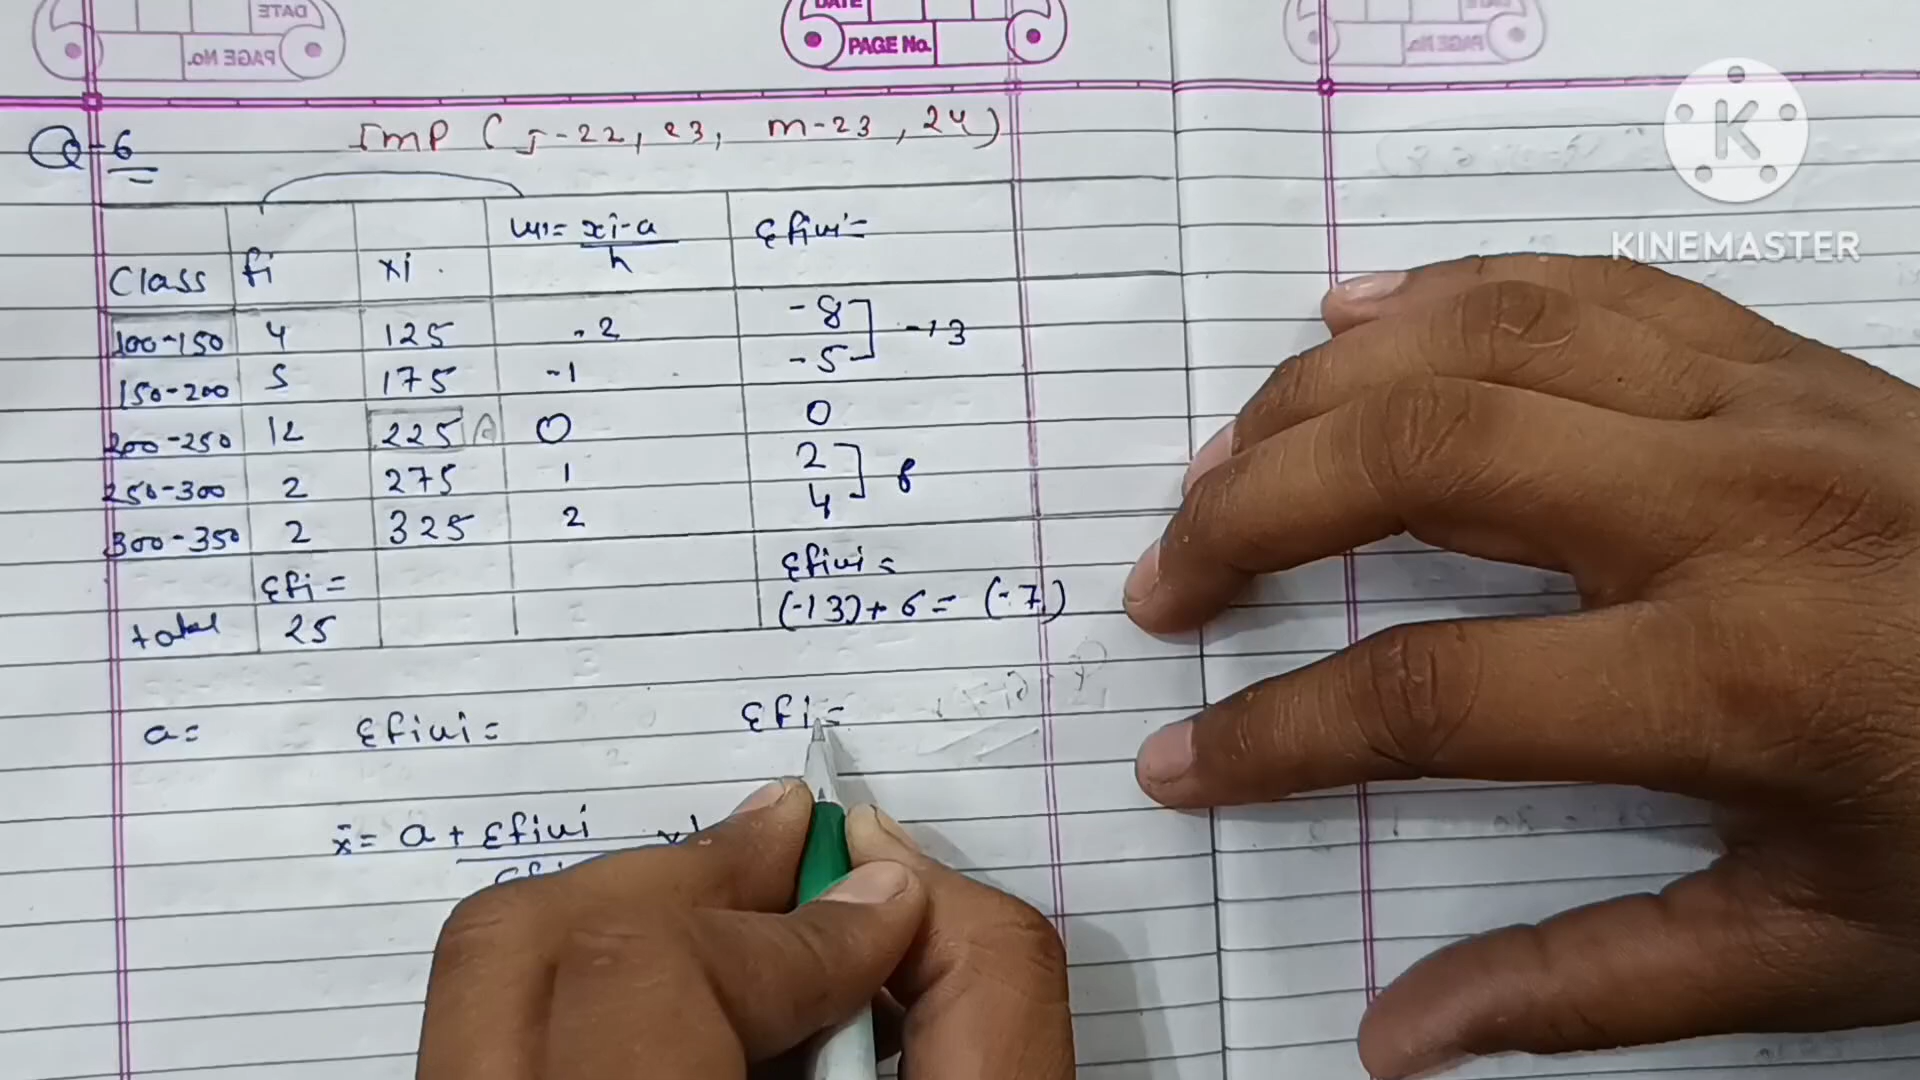 DATE
PAGE No.
KINEMASTER
Q-6 Imp (J-22, 23, m-23, 24)
Class fi xi ui = xi-a / h Σfiui=
100-150 4 125 -2 -8
-13
150-200 5 175 -1 -5
200-250 12 225 A 0 0
250-300 2 275 1 2
6
300-350 2 325 2 4
Σfi = Σfiui =
total 25 (-13) + 6 = (-7)
a= Σfiui = Σfi=
x̄ = a + Σfiui